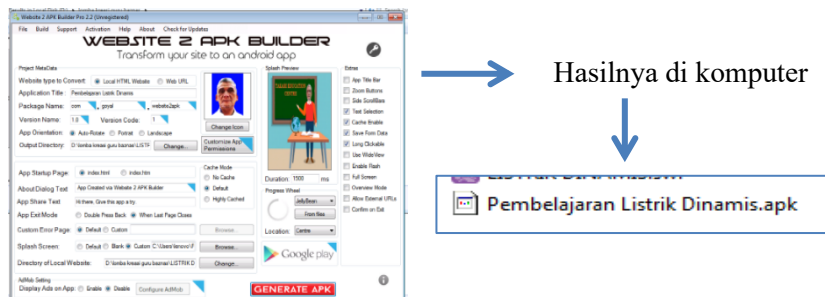 Website 2 APK Builder Pro 2.2 (Unregistered)
File Build Support Activation Help About Check for Updates
WEBSITE 2 APK BUILDER
Transform your site to an android app
Project MetaData
Website type to Convert: Local HTML Website Web URL
Application Title : Pembelajaran Listrik Dinamis
Package Name: com . goyal . website2apk
Version Name: 1.0 Version Code: 1
App Orientation: Auto-Rotate Portrait Landscape
Output Directory: Change...
Change Icon
Customize App Permissions
App Startup Page: index.html index.htm
About Dialog Text App Created via Website 2 APK Builder
App Share Text Hi there, Give this app a try.
App Exit Mode Double Press Back When Last Page Closes
Custom Error Page: Default Custom Browse...
Splash Screen: Default Blank Custom Browse...
Directory of Local Website: Change...
Cache Mode
No Cache
Default
Highly Cached
AdMob Setting
Display Ads on App: Enable Disable Configure AdMob
GENERATE APK
Splash Preview
Duration: 1500 ms
Progress Wheel
JellyBean
From files
Location: Centre
Google play
Extras
App Title Bar
Zoom Buttons
Side ScrollBars
Text Selection
Cache Enable
Save Form Data
Long Clickable
Use WideView
Enable Flash
Full Screen
Overview Mode
Allow External URLs
Confirm on Exit
Hasilnya di komputer
Pembelajaran Listrik Dinamis.apk